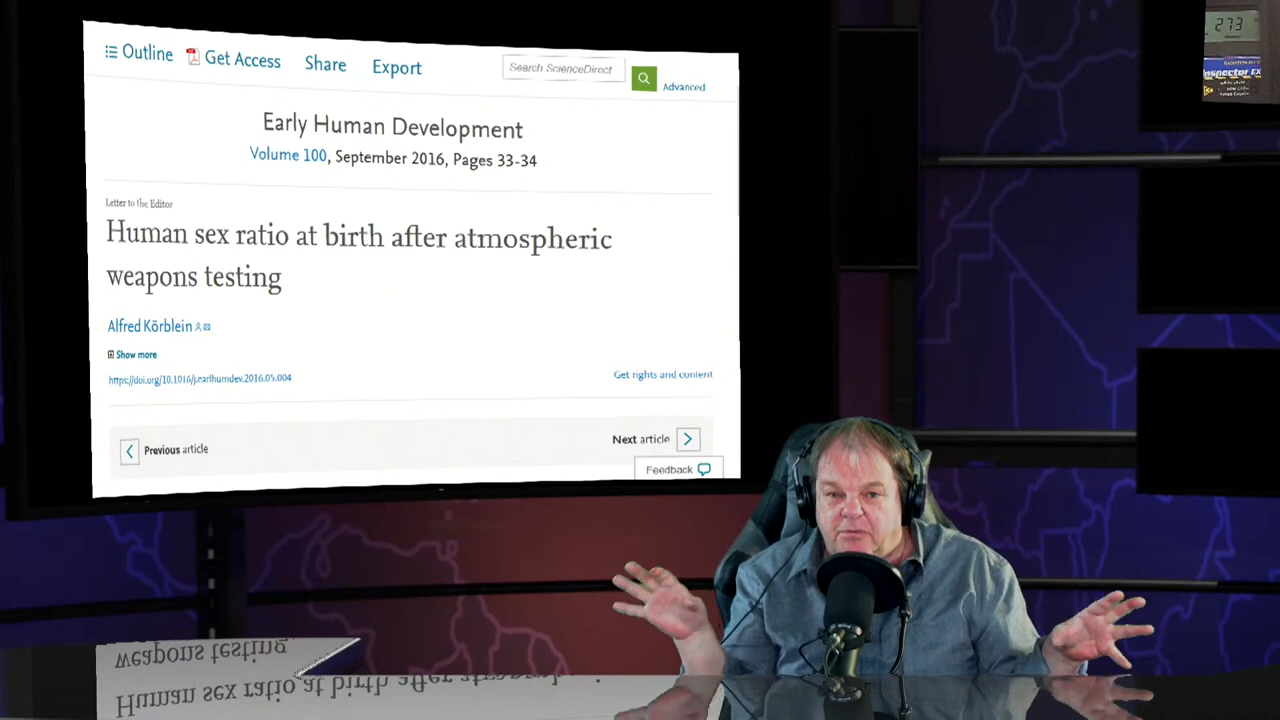 Outline Get Access Share Export
Search ScienceDirect
Advanced
273
Inspector EX
Early Human Development
Volume 100, September 2016, Pages 33-34
Letter to the Editor
Human sex ratio at birth after atmospheric
weapons testing
Alfred Körblein
Show more
https://doi.org/10.1016/j.earlhumdev.2016.05.004
Get rights and content
Previous article
Next article
Feedback
weapons testing
Human sex ratio at birth after